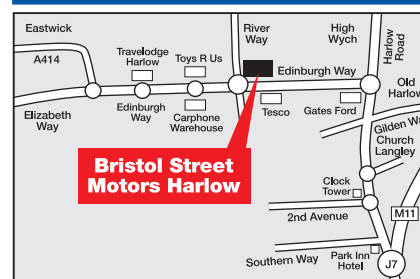 Eastwick
A414
Travelodge
Harlow
Toys R Us
River
Way
High
Wych
Harlow
Road
Edinburgh Way
Old
Harlow
Elizabeth
Way
Edinburgh
Way
Carphone
Warehouse
Tesco
Gates Ford
Gilden Wa
Church
Langley
Bristol Street
Motors Harlow
Clock
Tower
2nd Avenue
M11
Southern Way
Park Inn
Hotel
J7